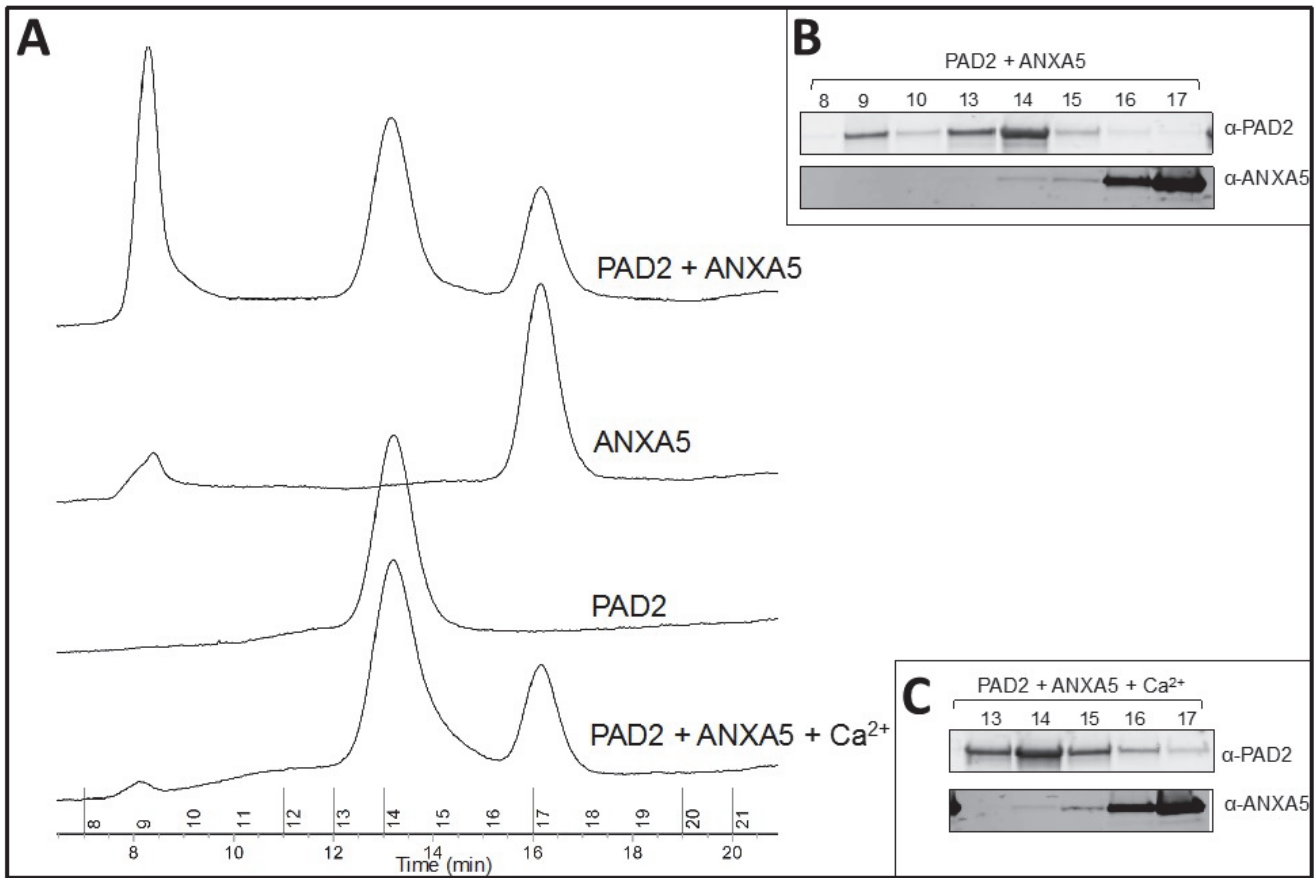 A
PAD2 + ANXA5
ANXA5
PAD2
PAD2 + ANXA5 + Ca²⁺
8 9 10 11 12 13 14 15 16 17 18 19 20 21
8 10 12 14 16 18 20
Time (min)
B
PAD2 + ANXA5
8 9 10 13 14 15 16 17
α-PAD2
α-ANXA5
C
PAD2 + ANXA5 + Ca²⁺
13 14 15 16 17
α-PAD2
α-ANXA5